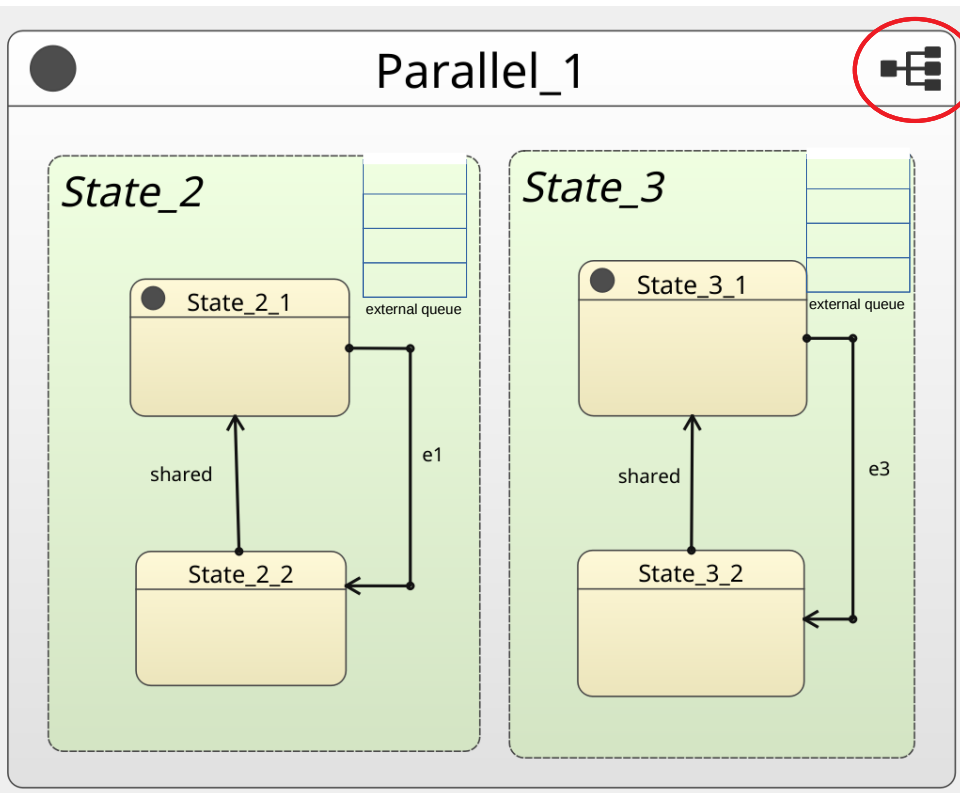 Parallel_1
State_2
external queue
State_2_1
shared
e1
State_2_2
State_3
external queue
State_3_1
shared
e3
State_3_2